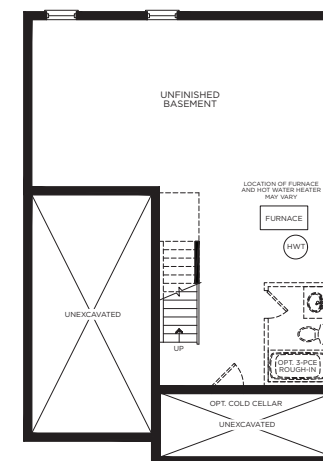 UNFINISHED
BASEMENT
LOCATION OF FURNACE
AND HOT WATER HEATER
MAY VARY
FURNACE
HWT
UNEXCAVATED
UP
OPT. 3-PCE
ROUGH-IN
OPT. COLD CELLAR
UNEXCAVATED